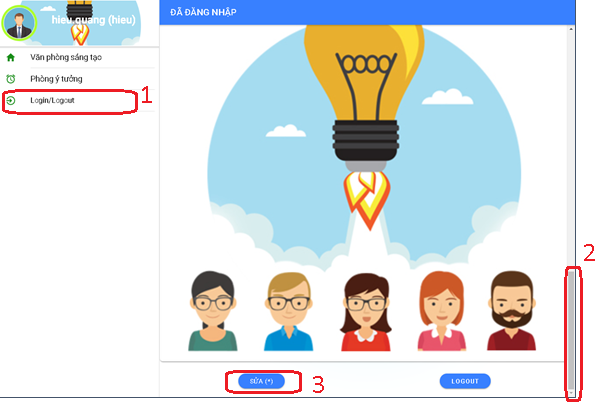 hieu quang (hieu)
ĐÃ ĐĂNG NHẬP
Văn phòng sáng tạo
Phòng ý tưởng
Login/Logout
1
2
SỬA (*)
3
LOGOUT